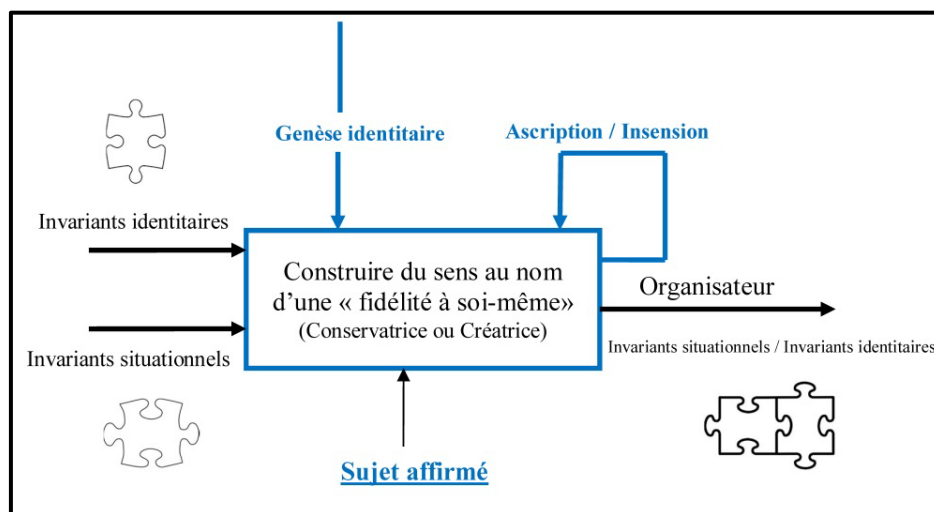 Genèse identitaire
Ascription / Insension
Invariants identitaires
Construire du sens au nom
d’une « fidélité à soi-même»
(Conservatrice ou Créatrice)
Organisateur
Invariants situationnels
Invariants situationnels / Invariants identitaires
Sujet affirmé